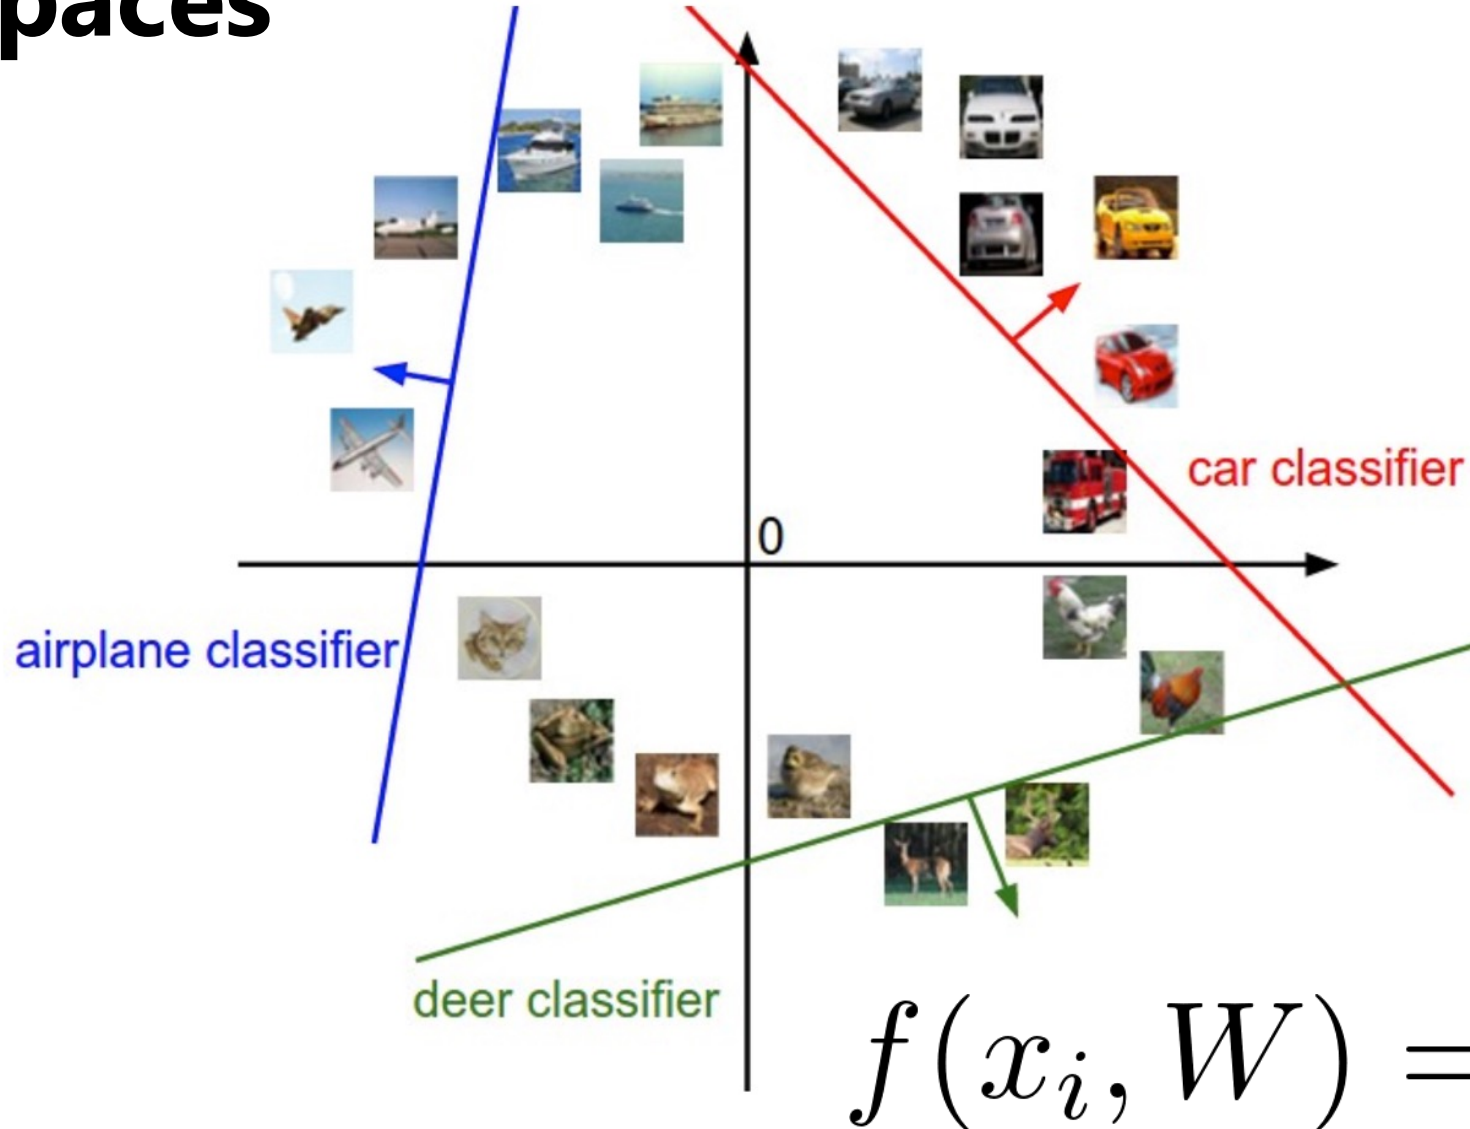 paces
0
car classifier
airplane classifier
deer classifier
f(x_i, W) =